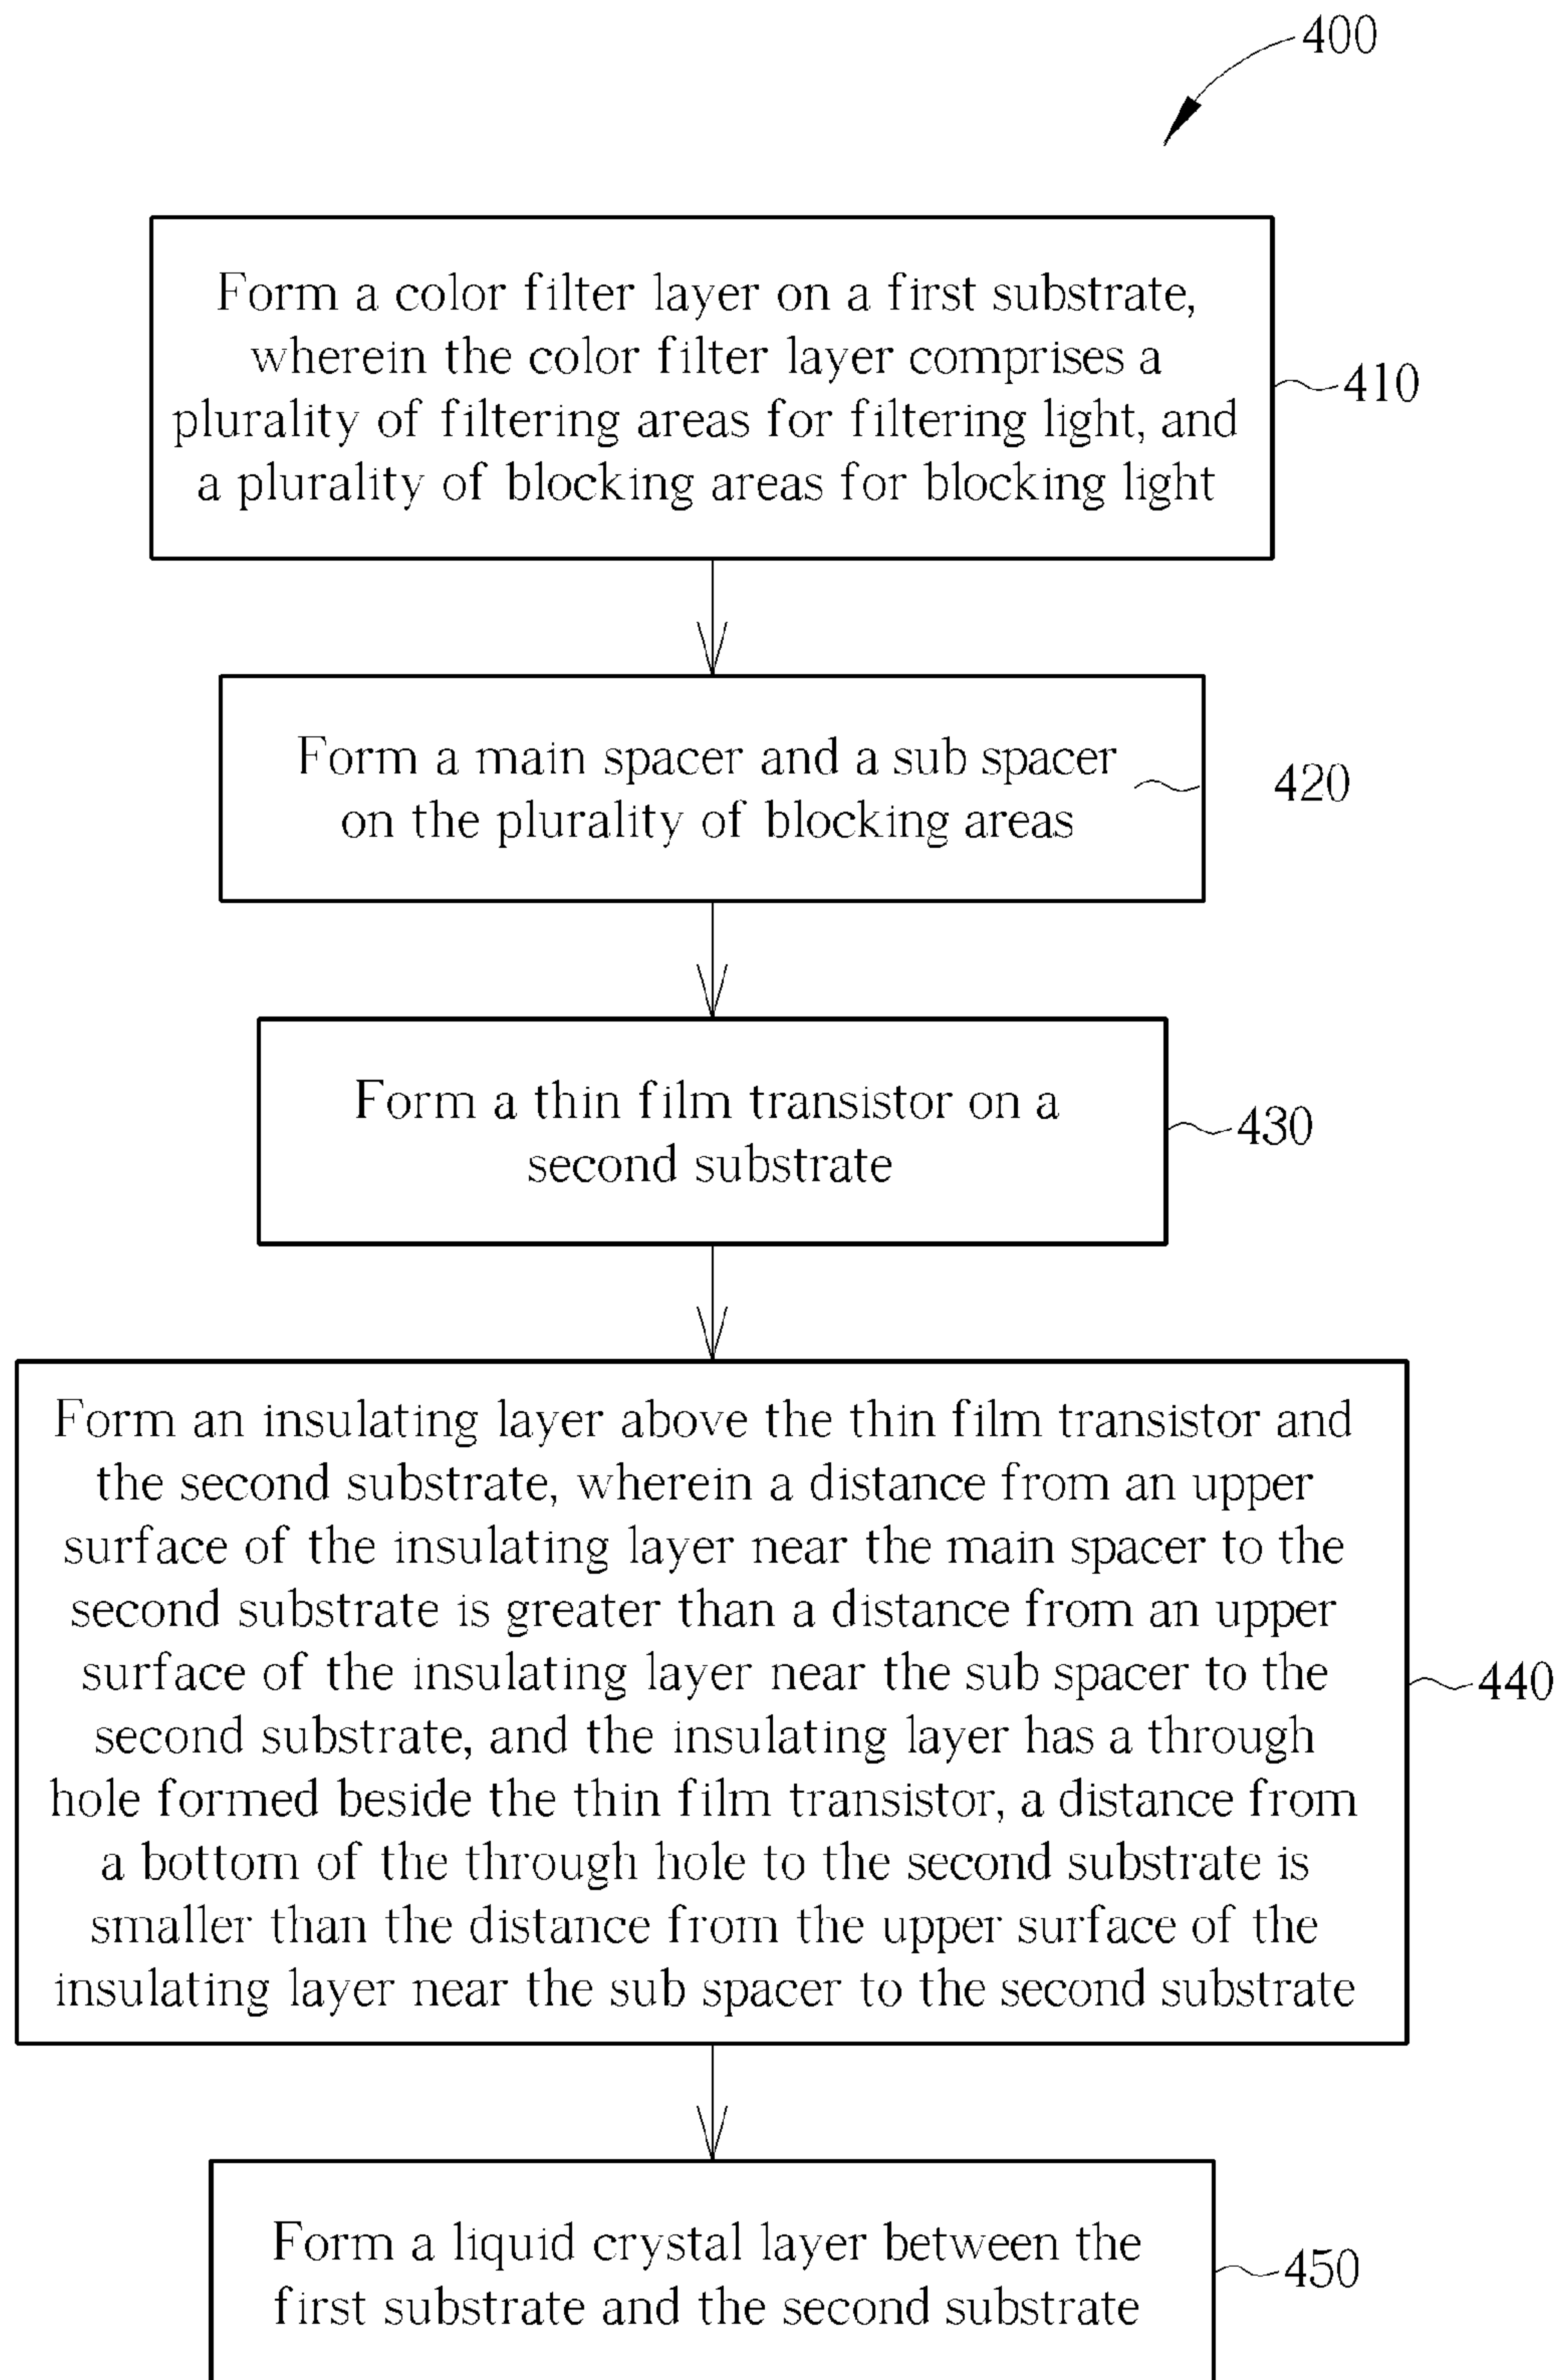 400
Form a color filter layer on a first substrate,
wherein the color filter layer comprises a
plurality of filtering areas for filtering light, and
a plurality of blocking areas for blocking light
410
Form a main spacer and a sub spacer
on the plurality of blocking areas
420
Form a thin film transistor on a
second substrate
430
Form an insulating layer above the thin film transistor and
the second substrate, wherein a distance from an upper
surface of the insulating layer near the main spacer to the
second substrate is greater than a distance from an upper
surface of the insulating layer near the sub spacer to the
second substrate, and the insulating layer has a through
hole formed beside the thin film transistor, a distance from
a bottom of the through hole to the second substrate is
smaller than the distance from the upper surface of the
insulating layer near the sub spacer to the second substrate
440
Form a liquid crystal layer between the
first substrate and the second substrate
450